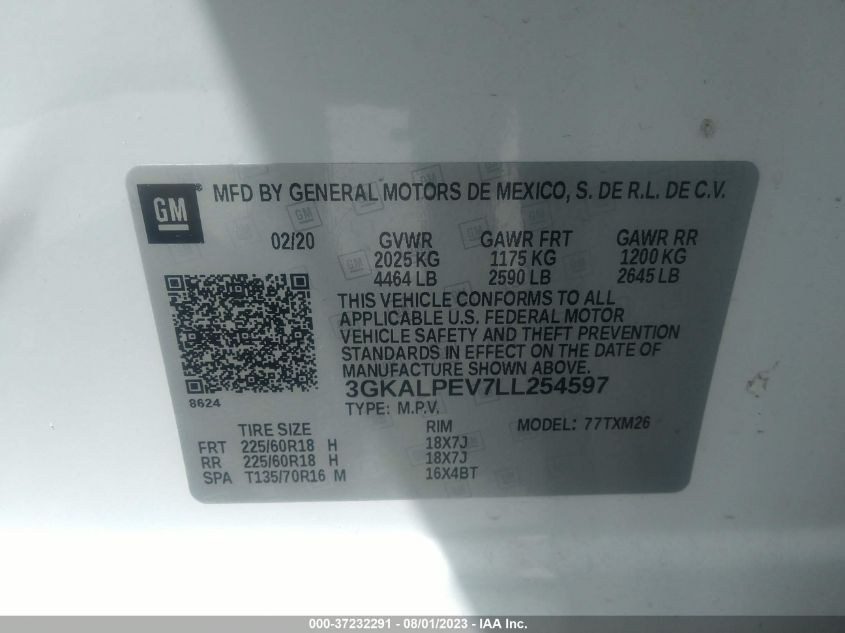 GM ® MFD BY GENERAL MOTORS DE MEXICO, S. DE R.L. DE C.V.
02/20 GVWR GAWR FRT GAWR RR
2025 KG 1175 KG 1200 KG
4464 LB 2590 LB 2645 LB
THIS VEHICLE CONFORMS TO ALL
APPLICABLE U.S. FEDERAL MOTOR
VEHICLE SAFETY AND THEFT PREVENTION
STANDARDS IN EFFECT ON THE DATE OF
MANUFACTURE SHOWN ABOVE.
3GKALPEV7LL254597
8624 TYPE: M.P.V.
TIRE SIZE RIM MODEL: 77TXM26
FRT 225/60R18 H 18X7J
RR 225/60R18 H 18X7J
SPA T135/70R16 M 16X4BT
000-37232291 - 08/01/2023 - IAA Inc.